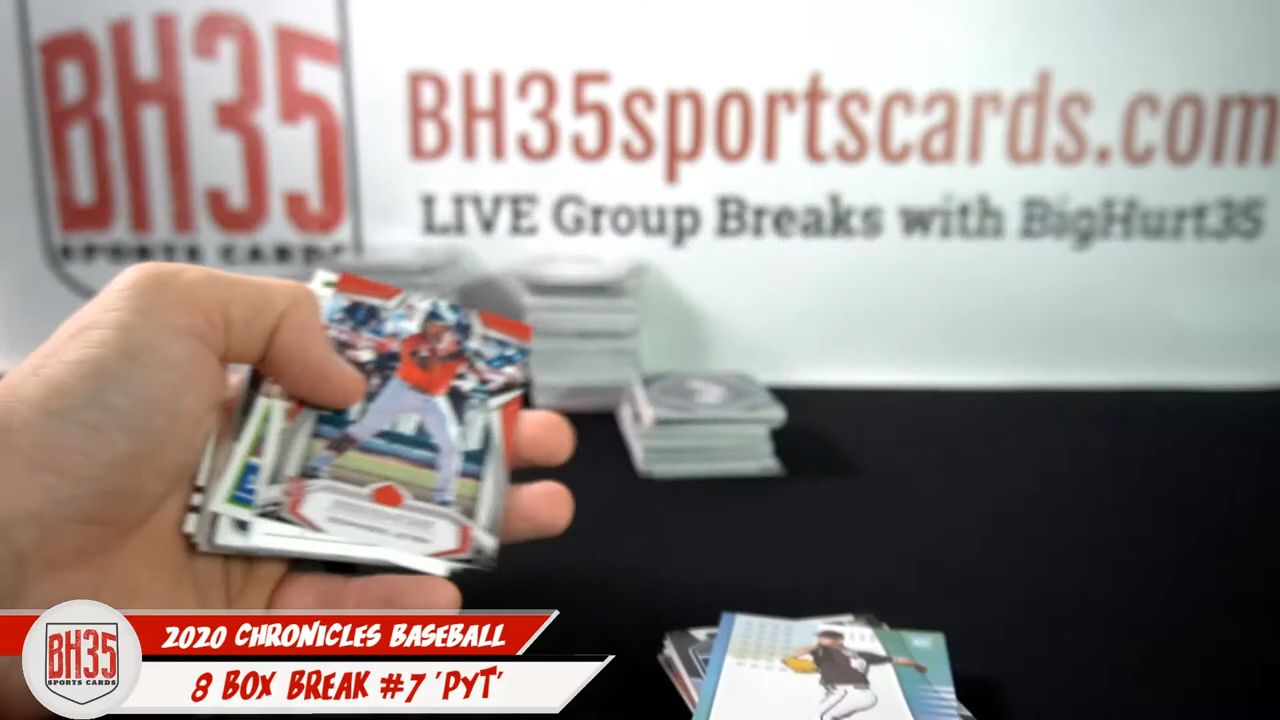 BH35
SPORTS CARDS
BH35sportscards.com
LIVE Group Breaks with BigHurt35
2020 CHRONICLES BASEBALL
8 BOX BREAK #7 'PYT'
BH35
SPORTS CARDS